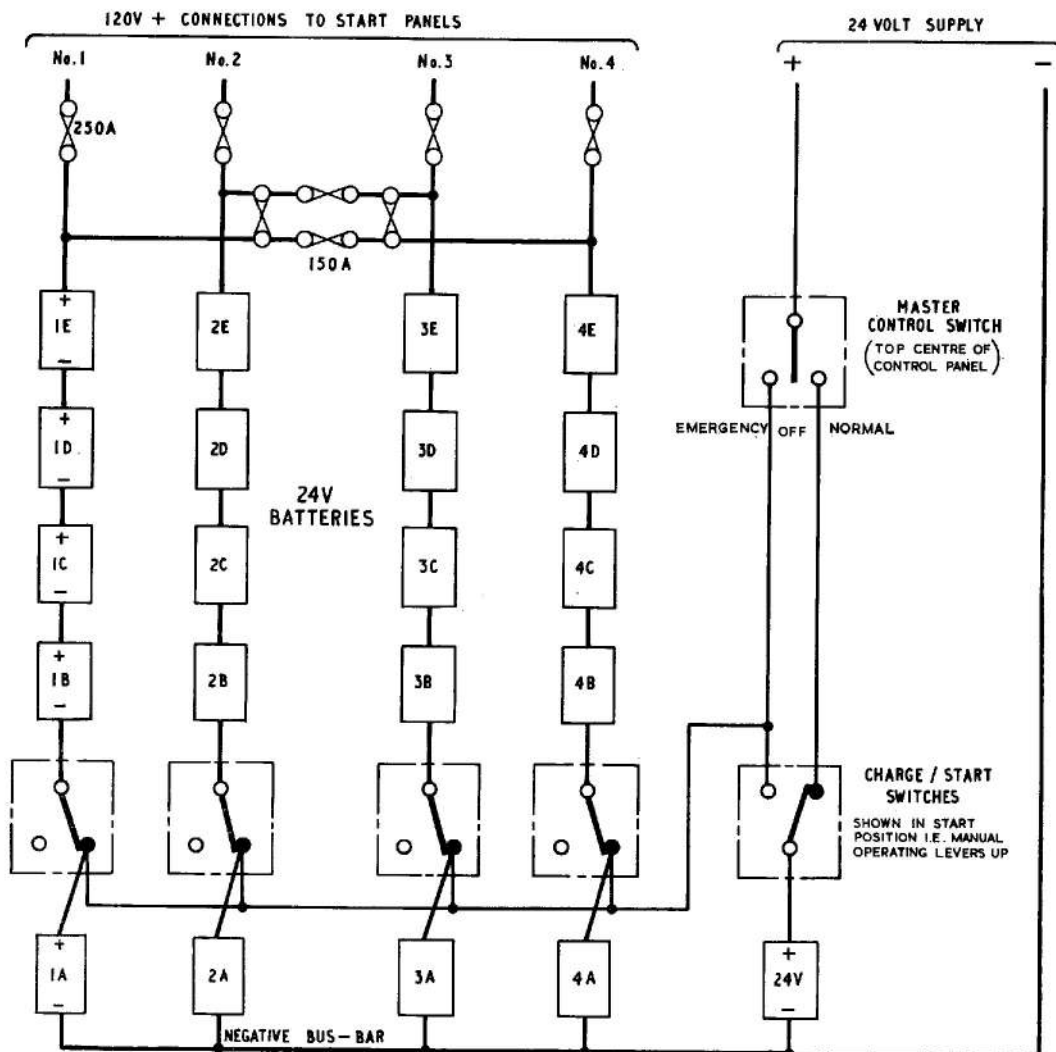 120V + CONNECTIONS TO START PANELS
24 VOLT SUPPLY
No.1 No.2 No.3 No.4
+ −
250A
150A
+ 1E −
2E 3E 4E
MASTER
CONTROL SWITCH
(TOP CENTRE OF
CONTROL PANEL)
EMERGENCY OFF NORMAL
+ 1D −
2D 3D 4D
24V
BATTERIES
+ 1C −
2C 3C 4C
+ 1B −
2B 3B 4B
CHARGE / START
SWITCHES
SHOWN IN START
POSITION I.E. MANUAL
OPERATING LEVERS UP
+ 1A −
2A 3A 4A
+ 24V −
NEGATIVE BUS-BAR